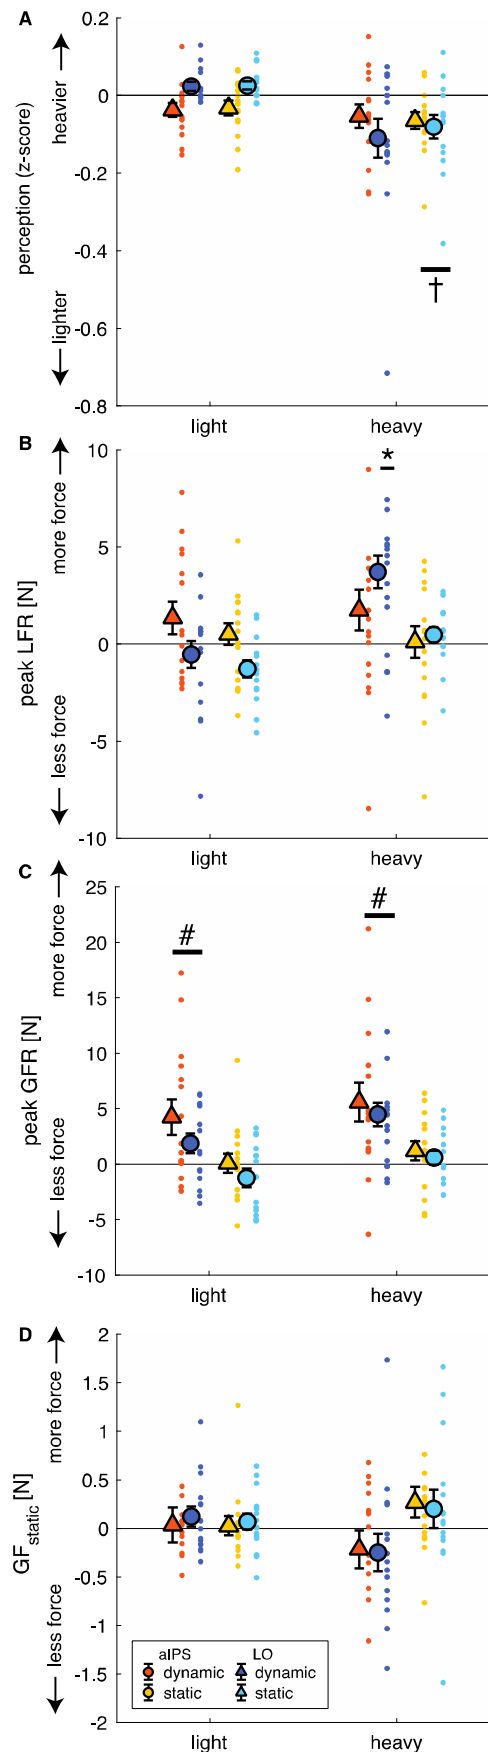 A
perception (z-score)
← lighter
heavier →
0.2
0
-0.2
-0.4
-0.6
-0.8
†
light
heavy
B
peak LFR [N]
← less force
more force →
10
5
0
-5
-10
*
light
heavy
C
peak GFR [N]
← less force
more force →
25
20
15
10
5
0
-5
-10
#
#
light
heavy
D
GFstatic [N]
← less force
more force →
2
1.5
1
0.5
0
-0.5
-1
-1.5
-2
aIPS LO
dynamic dynamic
static static
light
heavy